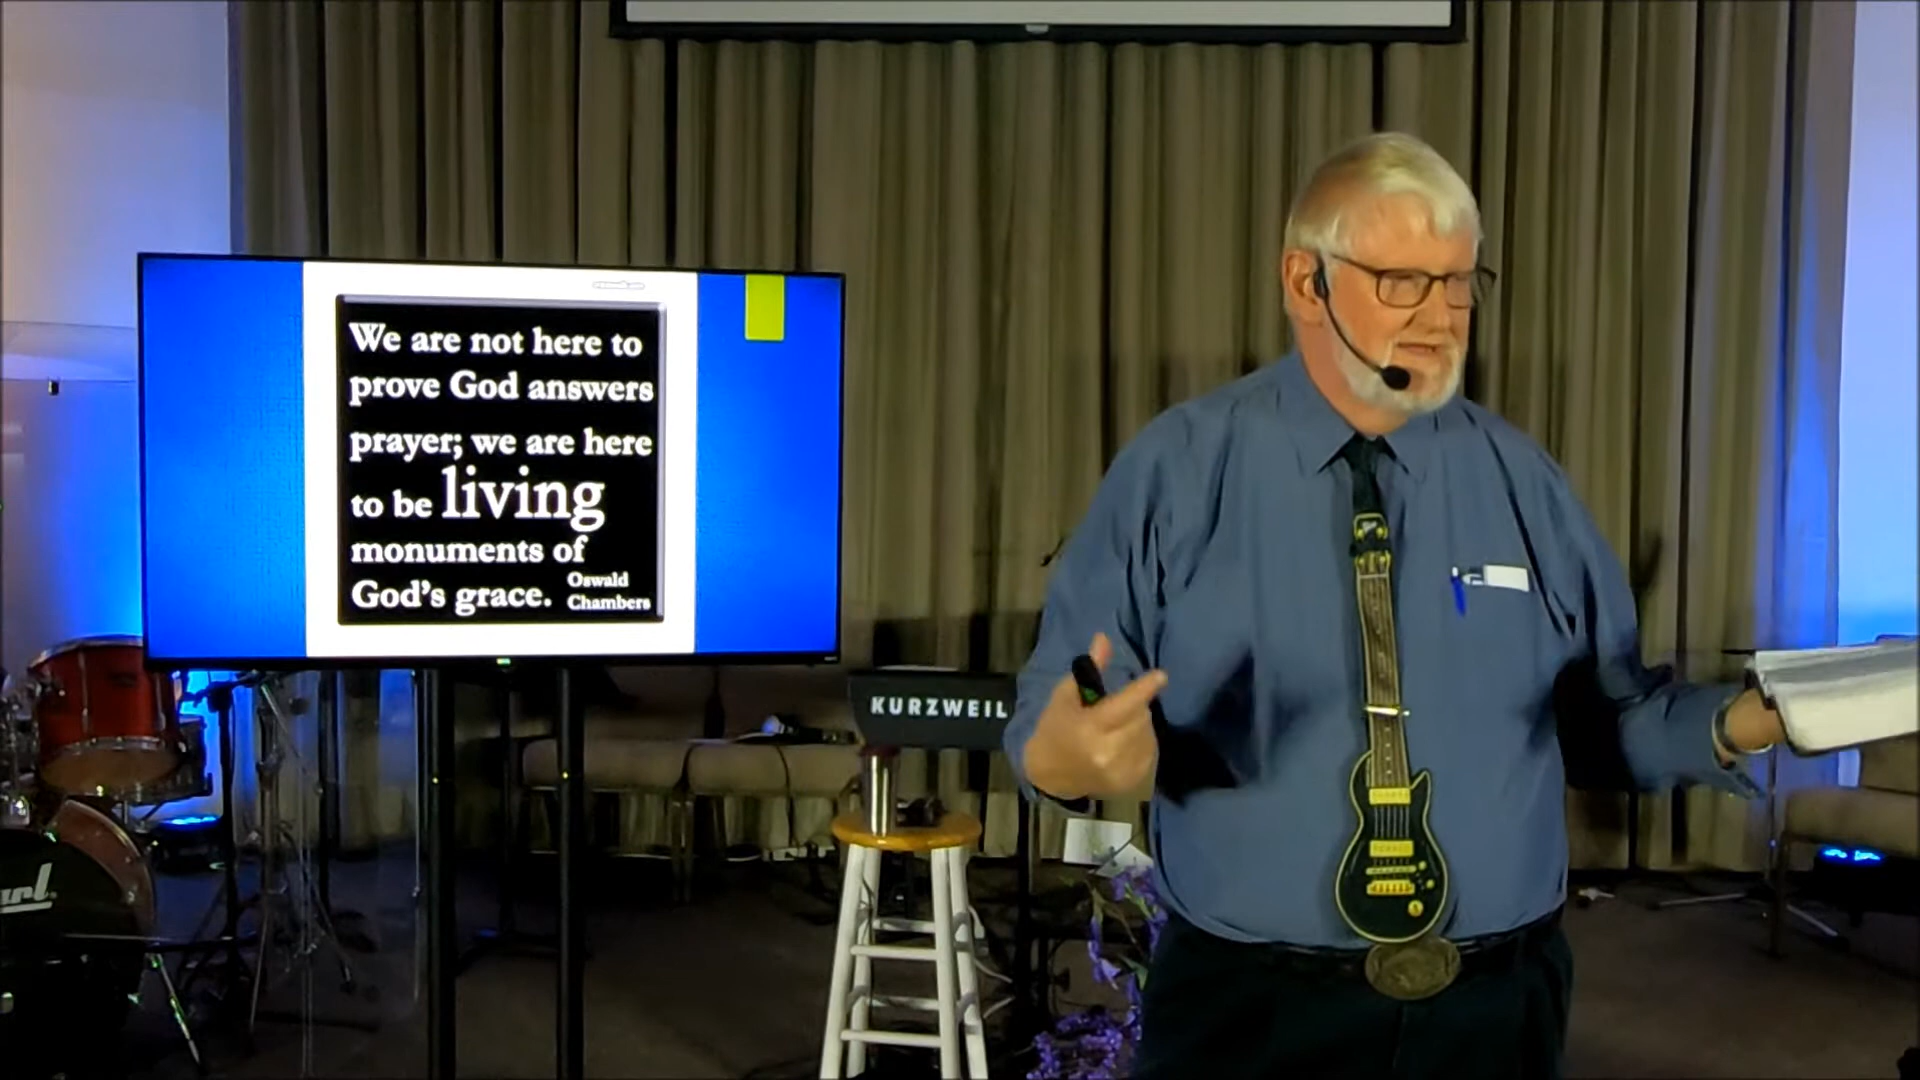 We are not here to
prove God answers
prayer; we are here
to be living
monuments of
God's grace. Oswald
Chambers
KURZWEIL